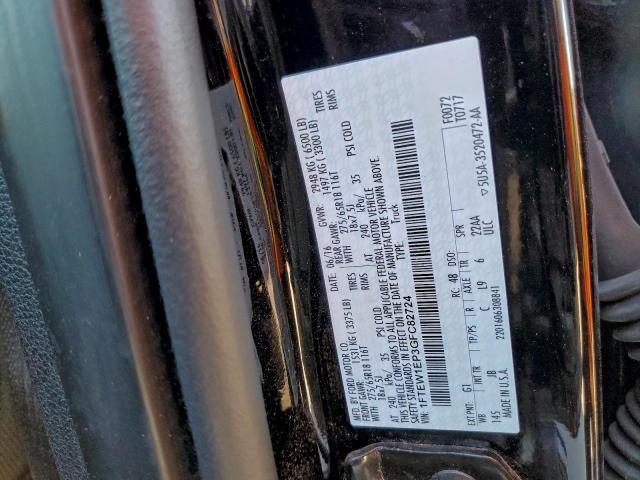 MFD. BY FORD MOTOR CO.
DATE: 06/16 GVWR: 2948 KG ( 6500 LB)
FRONT GAWR: 1531 KG ( 3375 LB) REAR GAWR: 1497 KG ( 3300 LB)
275/65R18 116T TIRES 275/65R18 116T TIRES
WITH 18x7.5J RIMS WITH 18x7.5J RIMS
AT 240 kPa/ 35 PSI COLD AT 240 kPa/ 35 PSI COLD
THIS VEHICLE CONFORMS TO ALL APPLICABLE FEDERAL MOTOR VEHICLE
SAFETY STANDARDS IN EFFECT ON THE DATE OF MANUFACTURE SHOWN ABOVE.
VIN: 1FTEW1EP3GFC82724
TYPE: Truck
F0072
T0717
EXT PNT: G1 RC: 48 DSO:
WB INT TR TP/PS R AXLE TR SPR
145 JB C L9 6 22AA
ULC
MADE IN U.S.A. 2201606308841 5U5A-3520472-AA